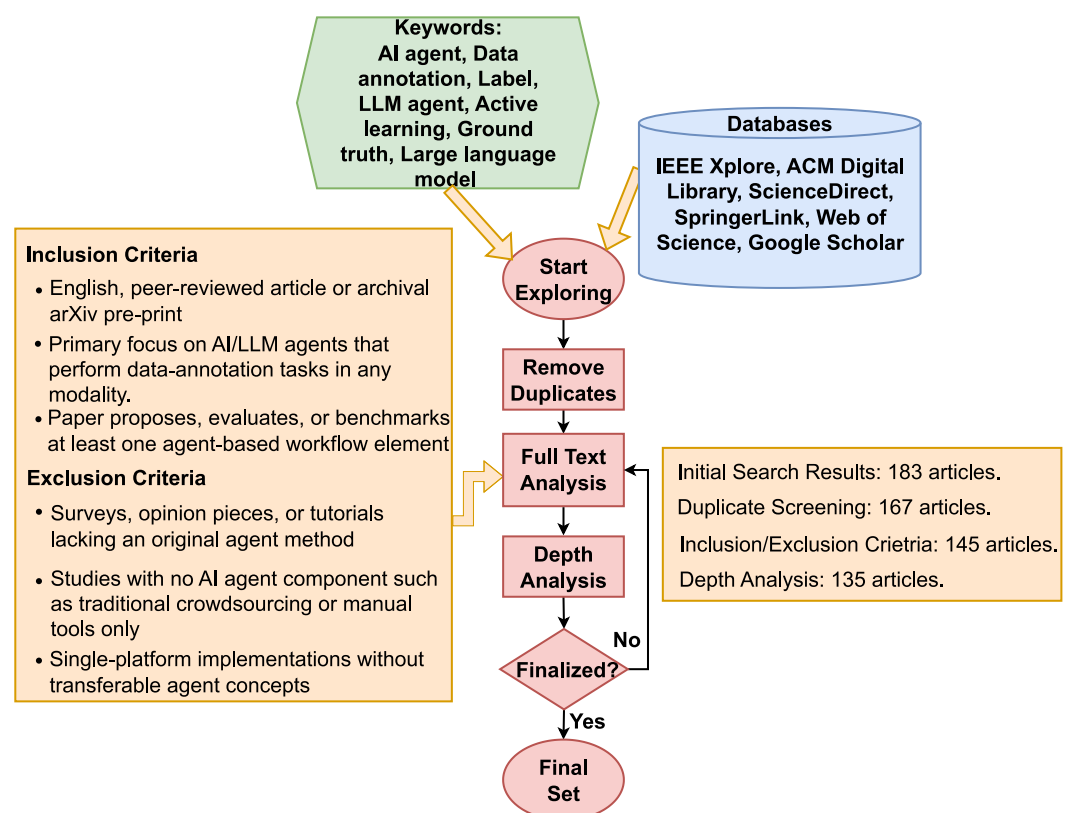 Keywords:
AI agent, Data
annotation, Label,
LLM agent, Active
learning, Ground
truth, Large language
model
Databases
IEEE Xplore, ACM Digital
Library, ScienceDirect,
SpringerLink, Web of
Science, Google Scholar
Start
Exploring
Inclusion Criteria
• English, peer-reviewed article or archival
arXiv pre-print
• Primary focus on AI/LLM agents that
perform data-annotation tasks in any
modality.
• Paper proposes, evaluates, or benchmarks
at least one agent-based workflow element
Exclusion Criteria
• Surveys, opinion pieces, or tutorials
lacking an original agent method
• Studies with no AI agent component such
as traditional crowdsourcing or manual
tools only
• Single-platform implementations without
transferable agent concepts
Remove
Duplicates
Full Text
Analysis
Depth
Analysis
Finalized?
No
Yes
Final
Set
Initial Search Results: 183 articles.
Duplicate Screening: 167 articles.
Inclusion/Exclusion Crietria: 145 articles.
Depth Analysis: 135 articles.